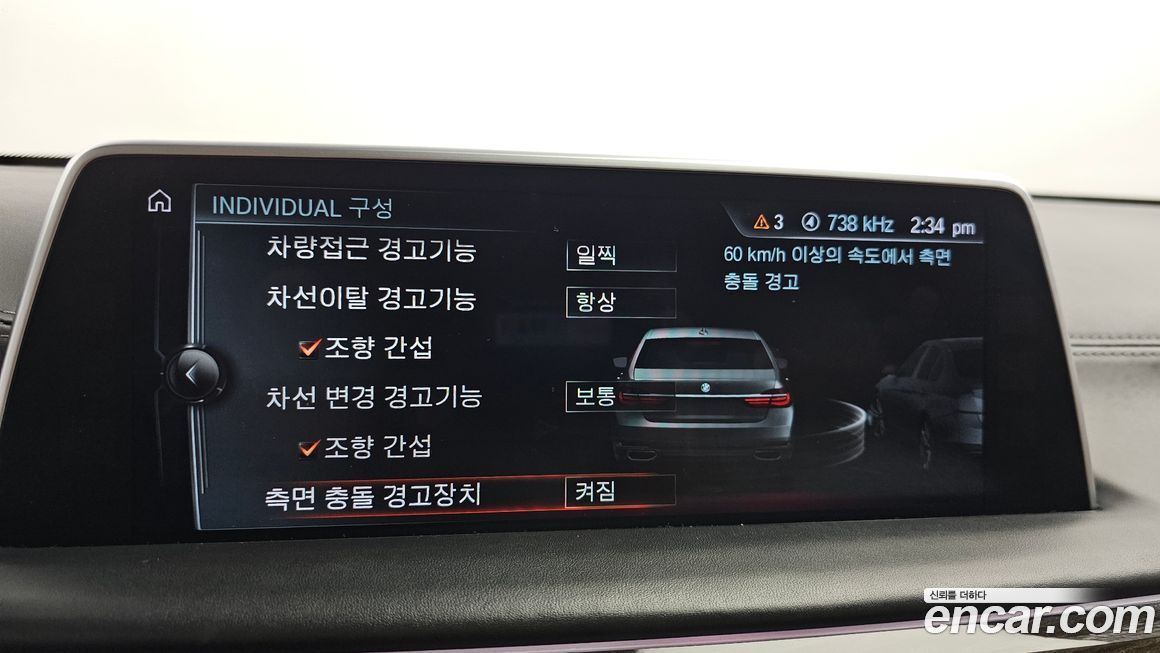 INDIVIDUAL 구성
3 738 kHz 2:34 pm
차량접근 경고기능 일찍
60 km/h 이상의 속도에서 측면
충돌 경고
차선이탈 경고기능 항상
조향 간섭
차선 변경 경고기능 보통
조향 간섭
측면 충돌 경고장치 켜짐
신뢰를 더하다
encar.com